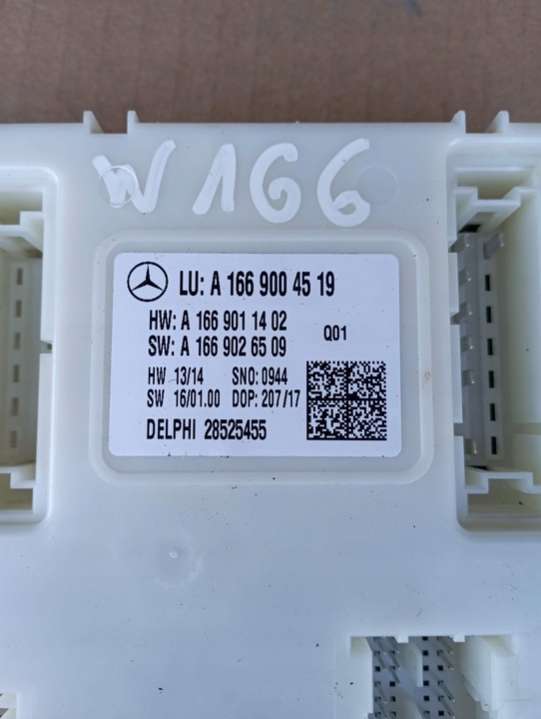 W166
LU: A 166 900 45 19
HW: A 166 901 14 02
SW: A 166 902 65 09
Q01
HW 13/14 SNO: 0944
SW 16/01.00 DOP: 207/17
DELPHI 28525455